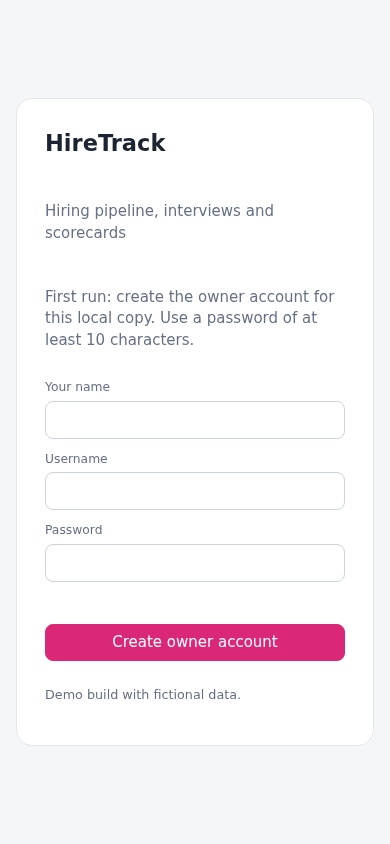 HireTrack
Hiring pipeline, interviews and
scorecards
First run: create the owner account for
this local copy. Use a password of at
least 10 characters.
Your name
Username
Password
Create owner account
Demo build with fictional data.